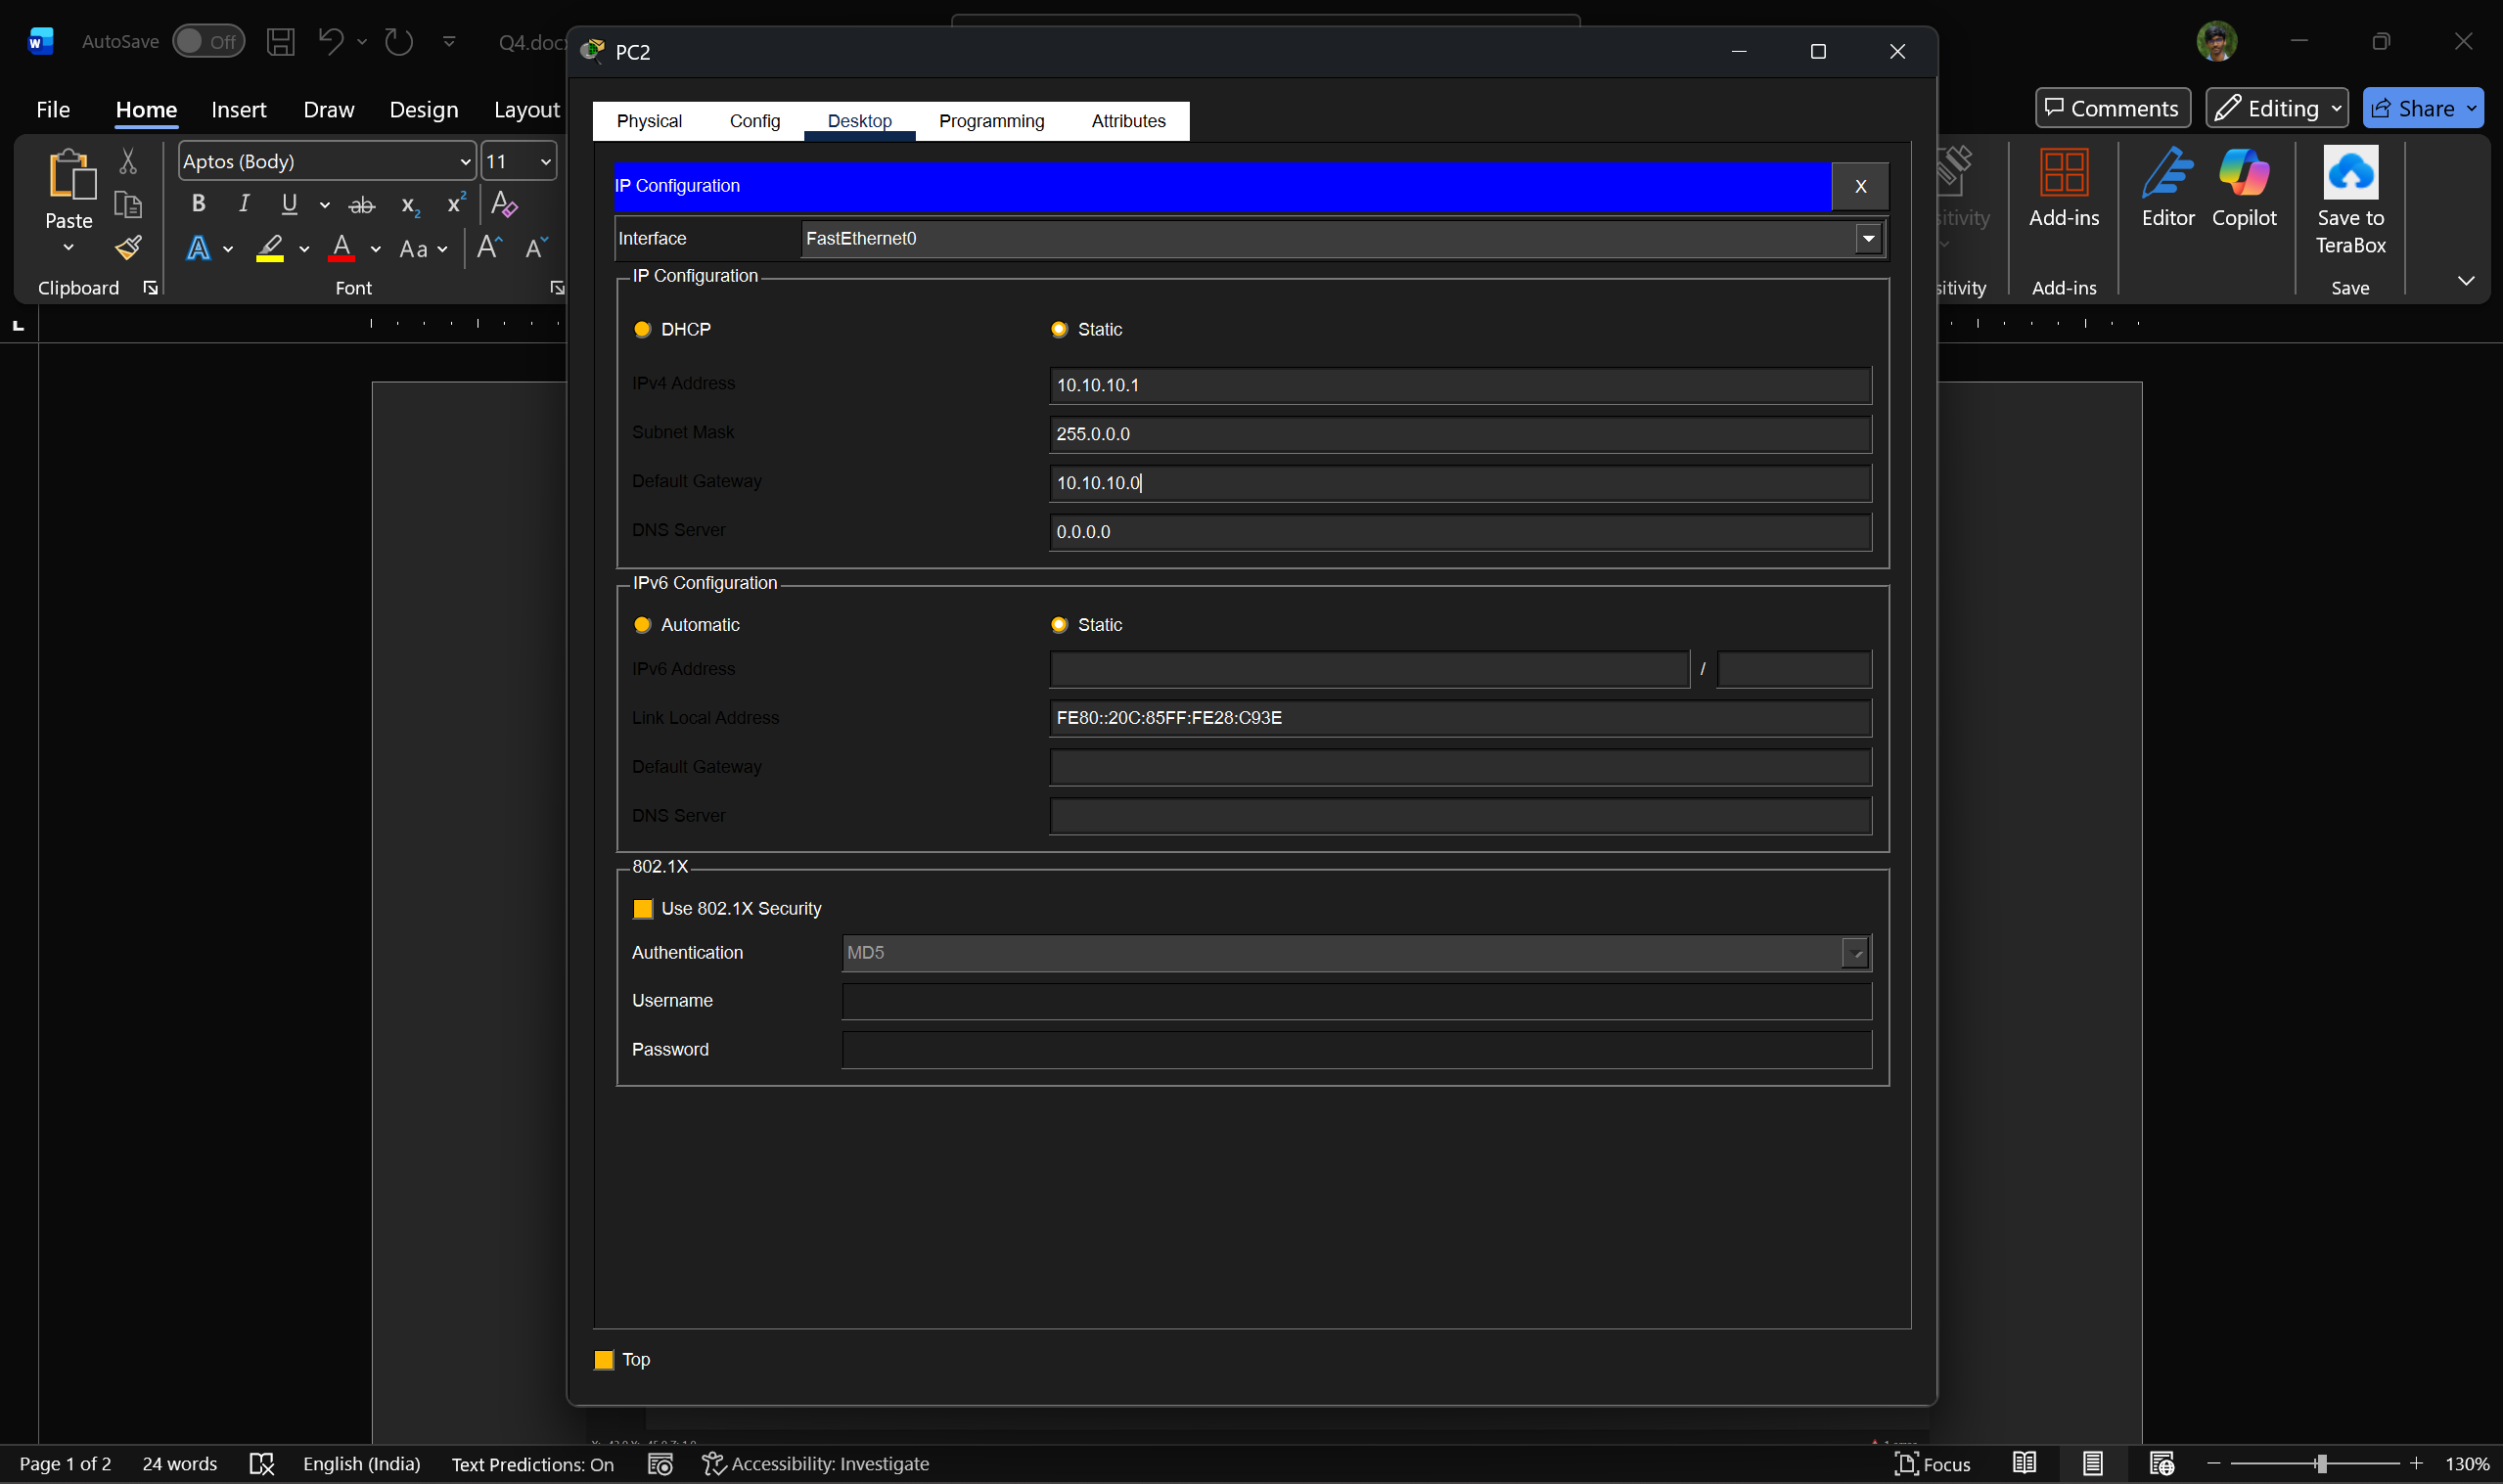 AutoSave Off Q4.docx
PC2
File Home Insert Draw Design Layout
Comments Editing Share
Physical Config Desktop Programming Attributes
Paste
Clipboard
Aptos (Body) 11
Font
Add-ins
Add-ins
Editor
Copilot
Save to TeraBox
Save
IP Configuration X
Interface FastEthernet0
IP Configuration
DHCP Static
IPv4 Address 10.10.10.1
Subnet Mask 255.0.0.0
Default Gateway 10.10.10.0
DNS Server 0.0.0.0
IPv6 Configuration
Automatic Static
IPv6 Address /
Link Local Address FE80::20C:85FF:FE28:C93E
Default Gateway
DNS Server
802.1X
Use 802.1X Security
Authentication MD5
Username
Password
Top
Page 1 of 2 24 words English (India) Text Predictions: On Accessibility: Investigate Focus 130%